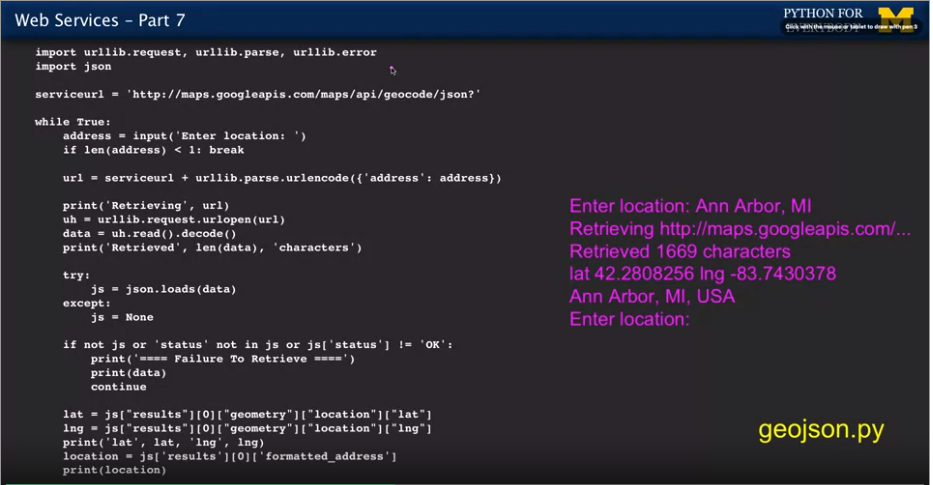 Web Services – Part 7
PYTHON FOR
EVERYBODY
Click with the mouse or tablet to draw with pen 3
import urllib.request, urllib.parse, urllib.error
import json
serviceurl = 'http://maps.googleapis.com/maps/api/geocode/json?'
while True:
    address = input('Enter location: ')
    if len(address) < 1: break
    url = serviceurl + urllib.parse.urlencode({'address': address})
    print('Retrieving', url)
    uh = urllib.request.urlopen(url)
    data = uh.read().decode()
    print('Retrieved', len(data), 'characters')
    try:
        js = json.loads(data)
    except:
        js = None
    if not js or 'status' not in js or js['status'] != 'OK':
        print('==== Failure To Retrieve ====')
        print(data)
        continue
    lat = js["results"][0]["geometry"]["location"]["lat"]
    lng = js["results"][0]["geometry"]["location"]["lng"]
    print('lat', lat, 'lng', lng)
    location = js['results'][0]['formatted_address']
    print(location)
Enter location: Ann Arbor, MI
Retrieving http://maps.googleapis.com/...
Retrieved 1669 characters
lat 42.2808256 lng -83.7430378
Ann Arbor, MI, USA
Enter location:
geojson.py